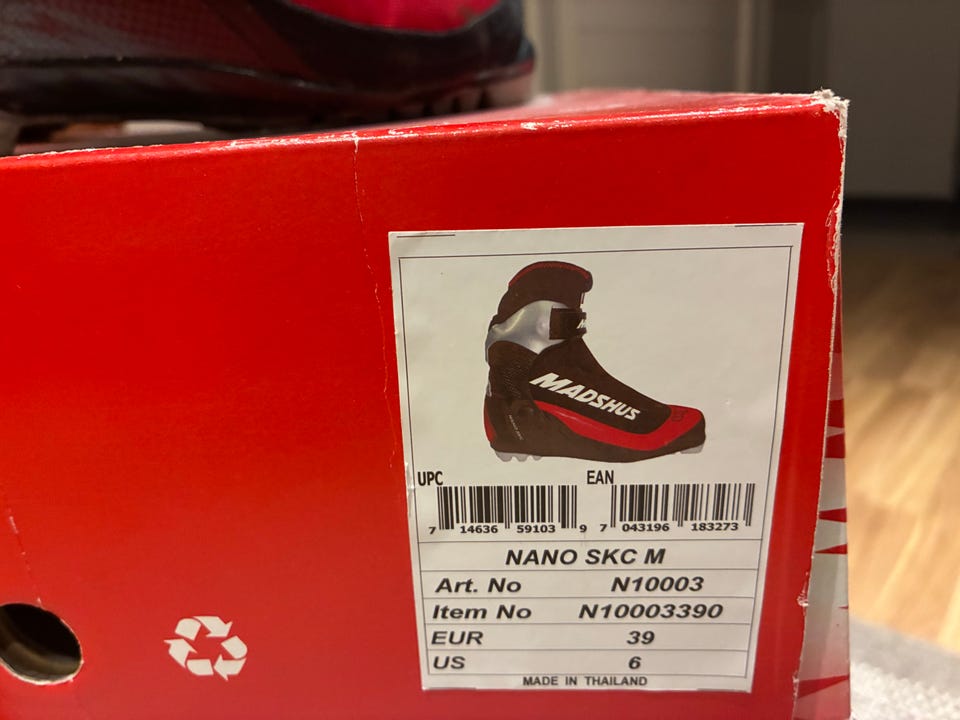 MADSHUS
UPC EAN
7 14636 59103 9 7 043196 183273
NANO SKC M
Art. No N10003
Item No N10003390
EUR 39
US 6
MADE IN THAILAND